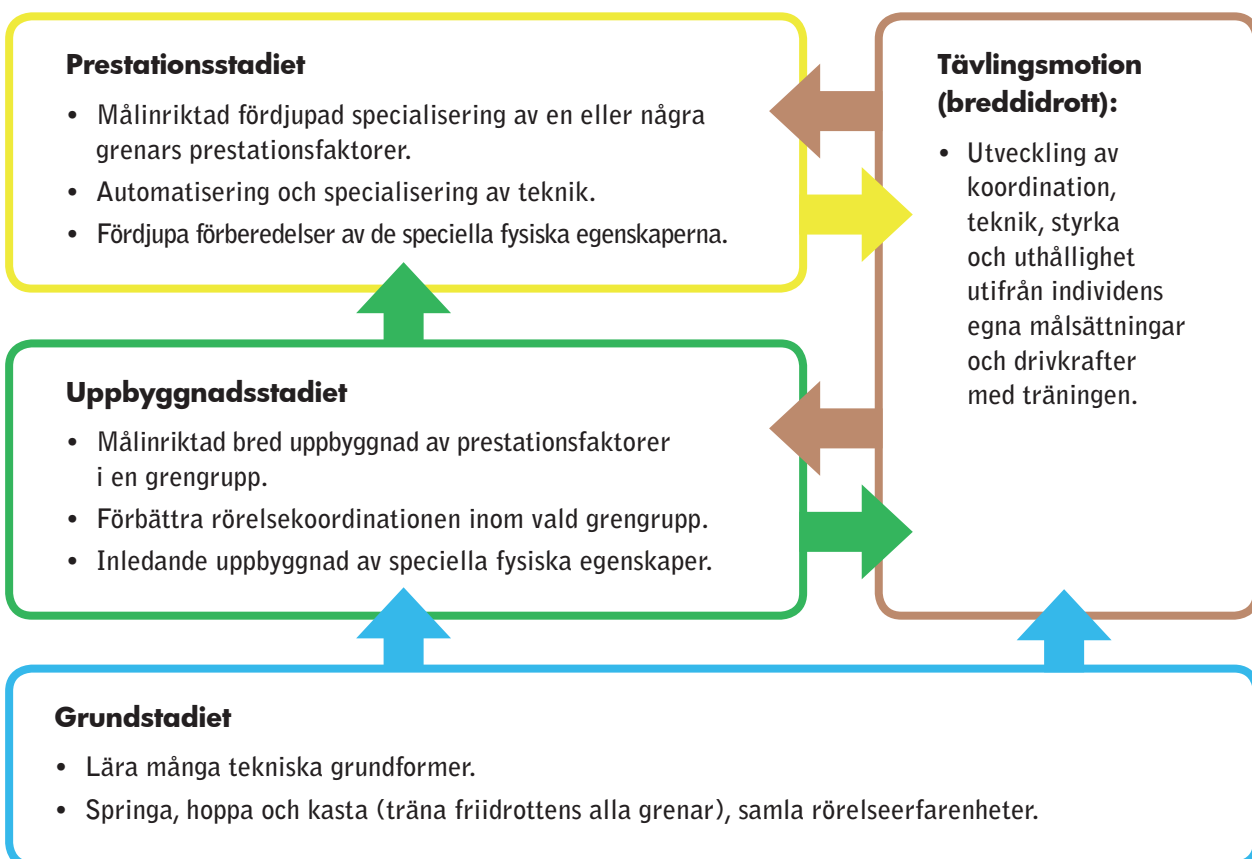 Prestationsstadiet
• Målinriktad fördjupad specialisering av en eller några
grenars prestationsfaktorer.
• Automatisering och specialisering av teknik.
• Fördjupa förberedelser av de speciella fysiska egenskaperna.
Tävlingsmotion
(breddidrott):
• Utveckling av
koordination,
teknik, styrka
och uthållighet
utifrån individens
egna målsättningar
och drivkrafter
med träningen.
Uppbyggnadsstadiet
• Målinriktad bred uppbyggnad av prestationsfaktorer
i en grengrupp.
• Förbättra rörelsekoordinationen inom vald grengrupp.
• Inledande uppbyggnad av speciella fysiska egenskaper.
Grundstadiet
• Lära många tekniska grundformer.
• Springa, hoppa och kasta (träna friidrottens alla grenar), samla rörelseerfarenheter.